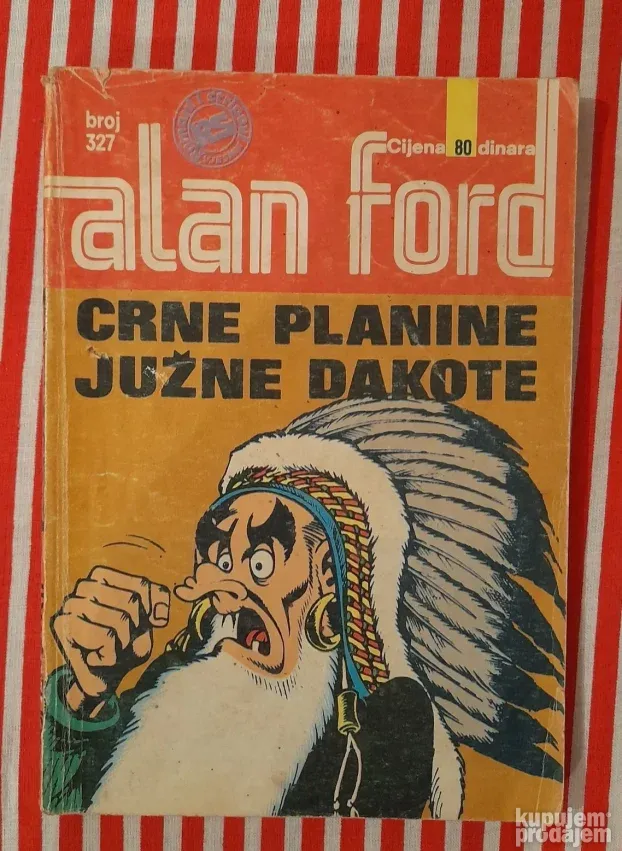 broj
327
Cijena 80 dinara
alan ford
CRNE PLANINE
JUŽNE DAKOTE
kupujem
prodajem